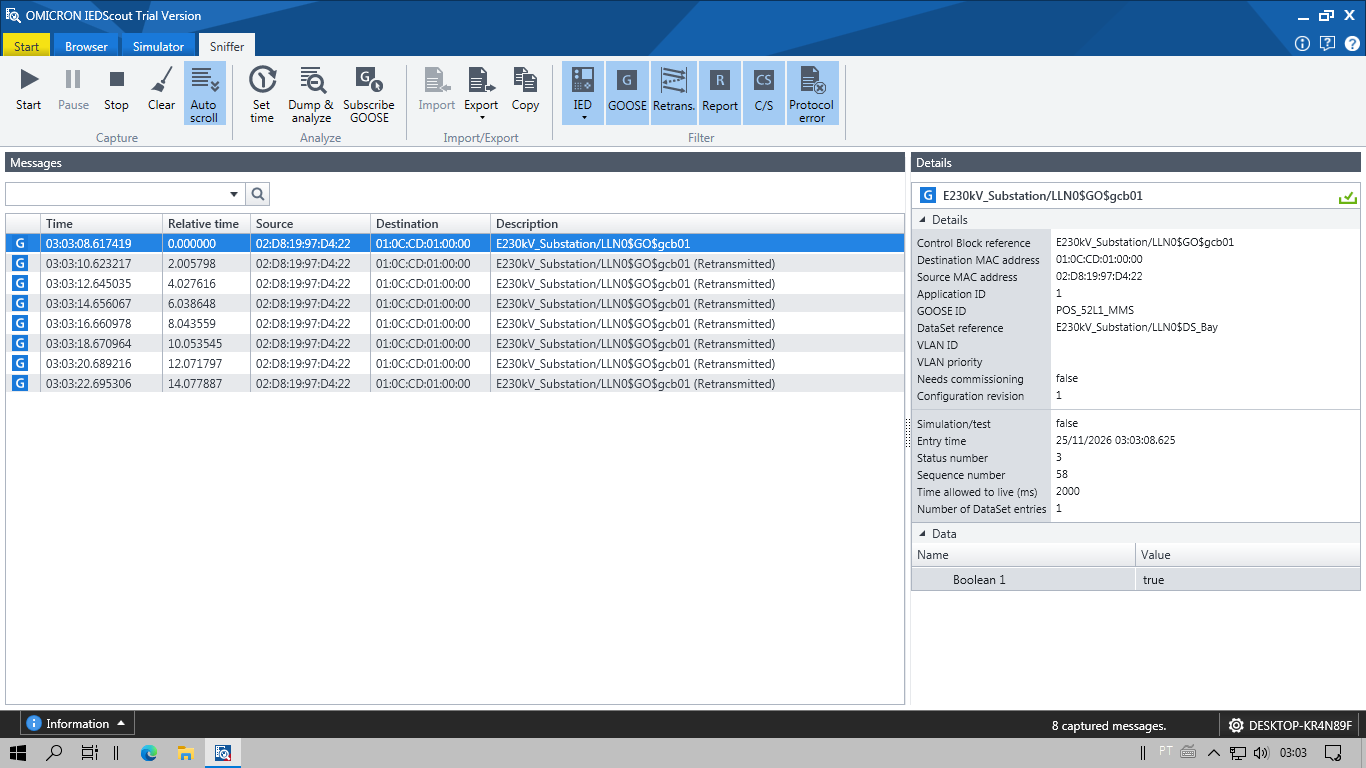 OMICRON IEDScout Trial Version
Start Browser Simulator Sniffer
Start Pause Stop Clear Auto scroll Set time Dump & analyze Subscribe GOOSE Import Export Copy IED GOOSE Retrans. Report C/S Protocol error
Capture Analyze Import/Export Filter
Messages
Time Relative time Source Destination Description
G 03:03:08.617419 0.000000 02:D8:19:97:D4:22 01:0C:CD:01:00:00 E230kV_Substation/LLN0$GO$gcb01
G 03:03:10.623217 2.005798 02:D8:19:97:D4:22 01:0C:CD:01:00:00 E230kV_Substation/LLN0$GO$gcb01 (Retransmitted)
G 03:03:12.645035 4.027616 02:D8:19:97:D4:22 01:0C:CD:01:00:00 E230kV_Substation/LLN0$GO$gcb01 (Retransmitted)
G 03:03:14.656067 6.038648 02:D8:19:97:D4:22 01:0C:CD:01:00:00 E230kV_Substation/LLN0$GO$gcb01 (Retransmitted)
G 03:03:16.660978 8.043559 02:D8:19:97:D4:22 01:0C:CD:01:00:00 E230kV_Substation/LLN0$GO$gcb01 (Retransmitted)
G 03:03:18.670964 10.053545 02:D8:19:97:D4:22 01:0C:CD:01:00:00 E230kV_Substation/LLN0$GO$gcb01 (Retransmitted)
G 03:03:20.689216 12.071797 02:D8:19:97:D4:22 01:0C:CD:01:00:00 E230kV_Substation/LLN0$GO$gcb01 (Retransmitted)
G 03:03:22.695306 14.077887 02:D8:19:97:D4:22 01:0C:CD:01:00:00 E230kV_Substation/LLN0$GO$gcb01 (Retransmitted)
Details
G E230kV_Substation/LLN0$GO$gcb01
Details
Control Block reference E230kV_Substation/LLN0$GO$gcb01
Destination MAC address 01:0C:CD:01:00:00
Source MAC address 02:D8:19:97:D4:22
Application ID 1
GOOSE ID POS_52L1_MMS
DataSet reference E230kV_Substation/LLN0$DS_Bay
VLAN ID
VLAN priority
Needs commissioning false
Configuration revision 1
Simulation/test false
Entry time 25/11/2026 03:03:08.625
Status number 3
Sequence number 58
Time allowed to live (ms) 2000
Number of DataSet entries 1
Data
Name Value
Boolean 1 true
Information 8 captured messages. DESKTOP-KR4N89F
PT 03:03